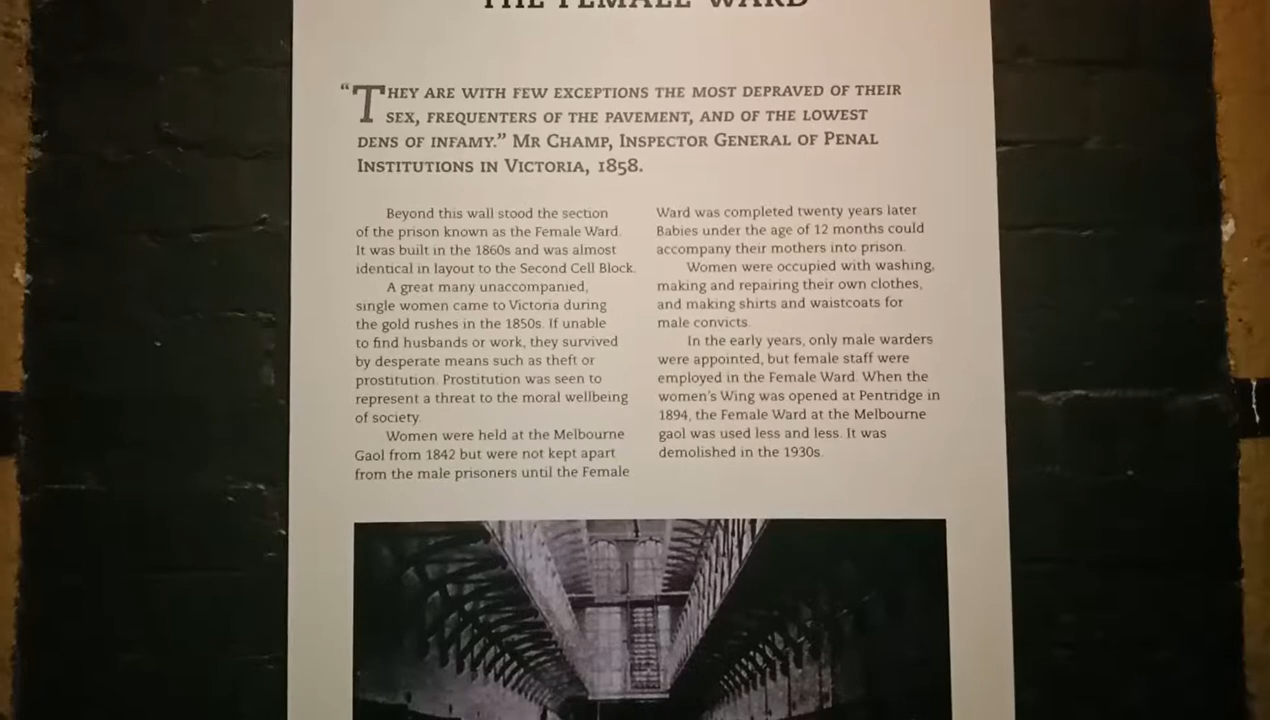 THE FEMALE WARD
“THEY ARE WITH FEW EXCEPTIONS THE MOST DEPRAVED OF THEIR
SEX, FREQUENTERS OF THE PAVEMENT, AND OF THE LOWEST
DENS OF INFAMY.” MR CHAMP, INSPECTOR GENERAL OF PENAL
INSTITUTIONS IN VICTORIA, 1858.
Beyond this wall stood the section
of the prison known as the Female Ward.
It was built in the 1860s and was almost
identical in layout to the Second Cell Block.
A great many unaccompanied,
single women came to Victoria during
the gold rushes in the 1850s. If unable
to find husbands or work, they survived
by desperate means such as theft or
prostitution. Prostitution was seen to
represent a threat to the moral wellbeing
of society.
Women were held at the Melbourne
Gaol from 1842 but were not kept apart
from the male prisoners until the Female
Ward was completed twenty years later
Babies under the age of 12 months could
accompany their mothers into prison.
Women were occupied with washing,
making and repairing their own clothes,
and making shirts and waistcoats for
male convicts.
In the early years, only male warders
were appointed, but female staff were
employed in the Female Ward. When the
women's Wing was opened at Pentridge in
1894, the Female Ward at the Melbourne
gaol was used less and less. It was
demolished in the 1930s.